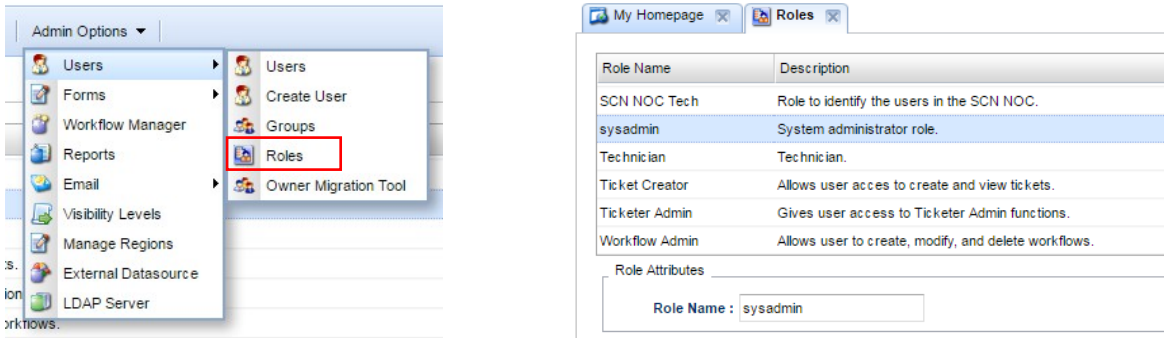 Admin Options
Users
Forms
Workflow Manager
Reports
Email
Visibility Levels
Manage Regions
External Datasource
LDAP Server
Users
Create User
Groups
Roles
Owner Migration Tool
ts.
ion
orkflows.
My Homepage
Roles
Role Name Description
SCN NOC Tech Role to identify the users in the SCN NOC.
sysadmin System administrator role.
Technician Technician.
Ticket Creator Allows user acces to create and view tickets.
Ticketer Admin Gives user access to Ticketer Admin functions.
Workflow Admin Allows user to create, modify, and delete workflows.
Role Attributes
Role Name : sysadmin